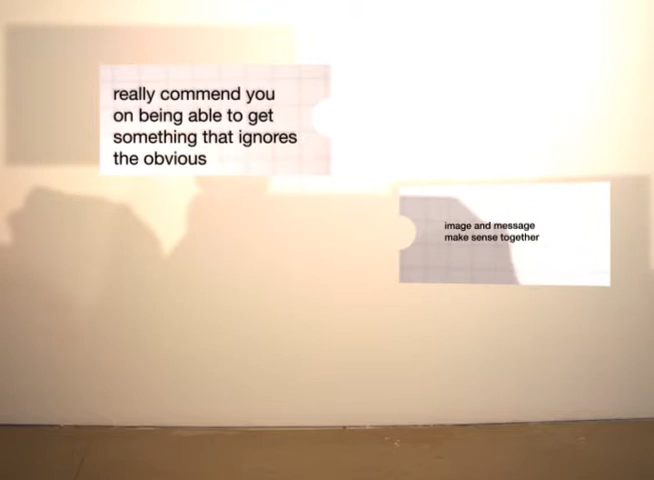 really commend you
on being able to get
something that ignores
the obvious
image and message
make sense together